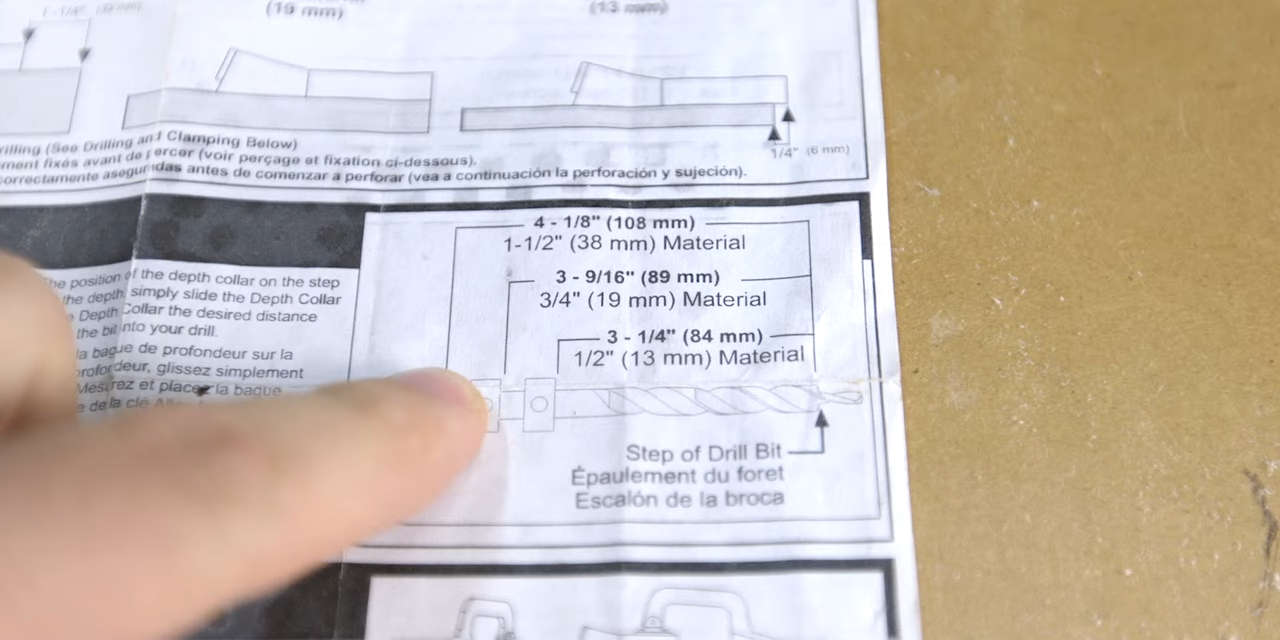 (19 mm)
(13 mm)
1/4" (6 mm)
rilling (See Drilling and Clamping Below)
ment fixés avant de percer (voir perçage et fixation ci-dessous).
correctamente aseguridas antes de comenzar a perforar (vea a continuación la perforación y sujeción).
4 - 1/8" (108 mm)
1-1/2" (38 mm) Material
3 - 9/16" (89 mm)
3/4" (19 mm) Material
3 - 1/4" (84 mm)
1/2" (13 mm) Material
Step of Drill Bit
Épaulement du foret
Escalón de la broca
he position of the depth collar on the step
the depth simply slide the Depth Collar
Depth Collar the desired distance
the bit into your drill.
la bague de profondeur sur la
profondeur, glissez simplement
Mesurez et placez la bague
de de la clé